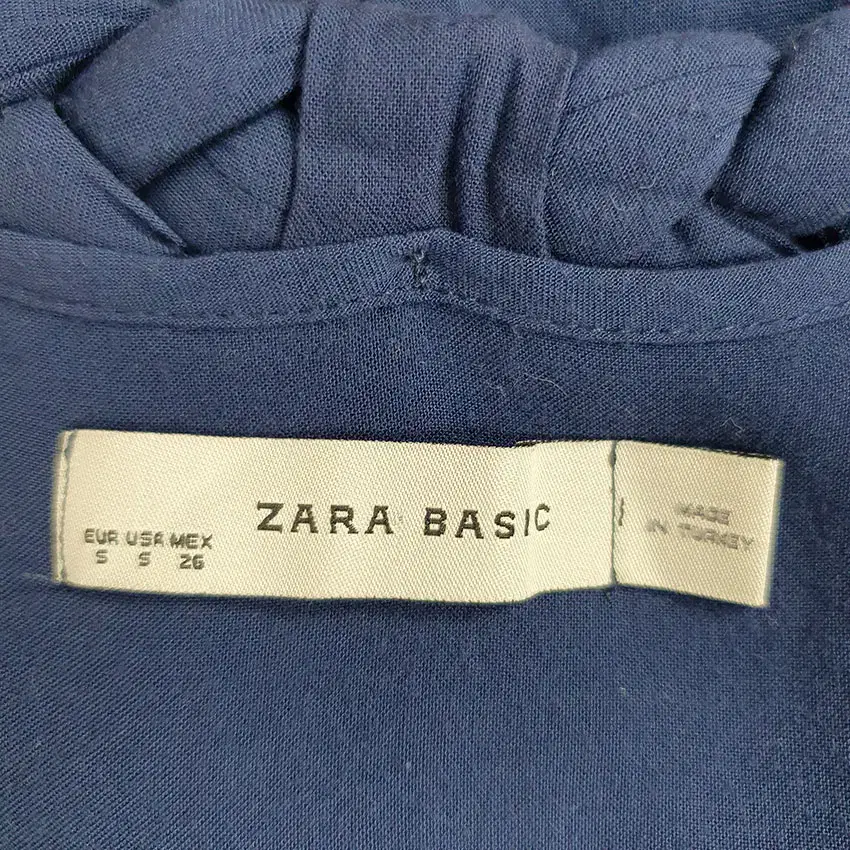 ZARA BASIC
EUR USA MEX
S S 26
MADE
IN TURKEY